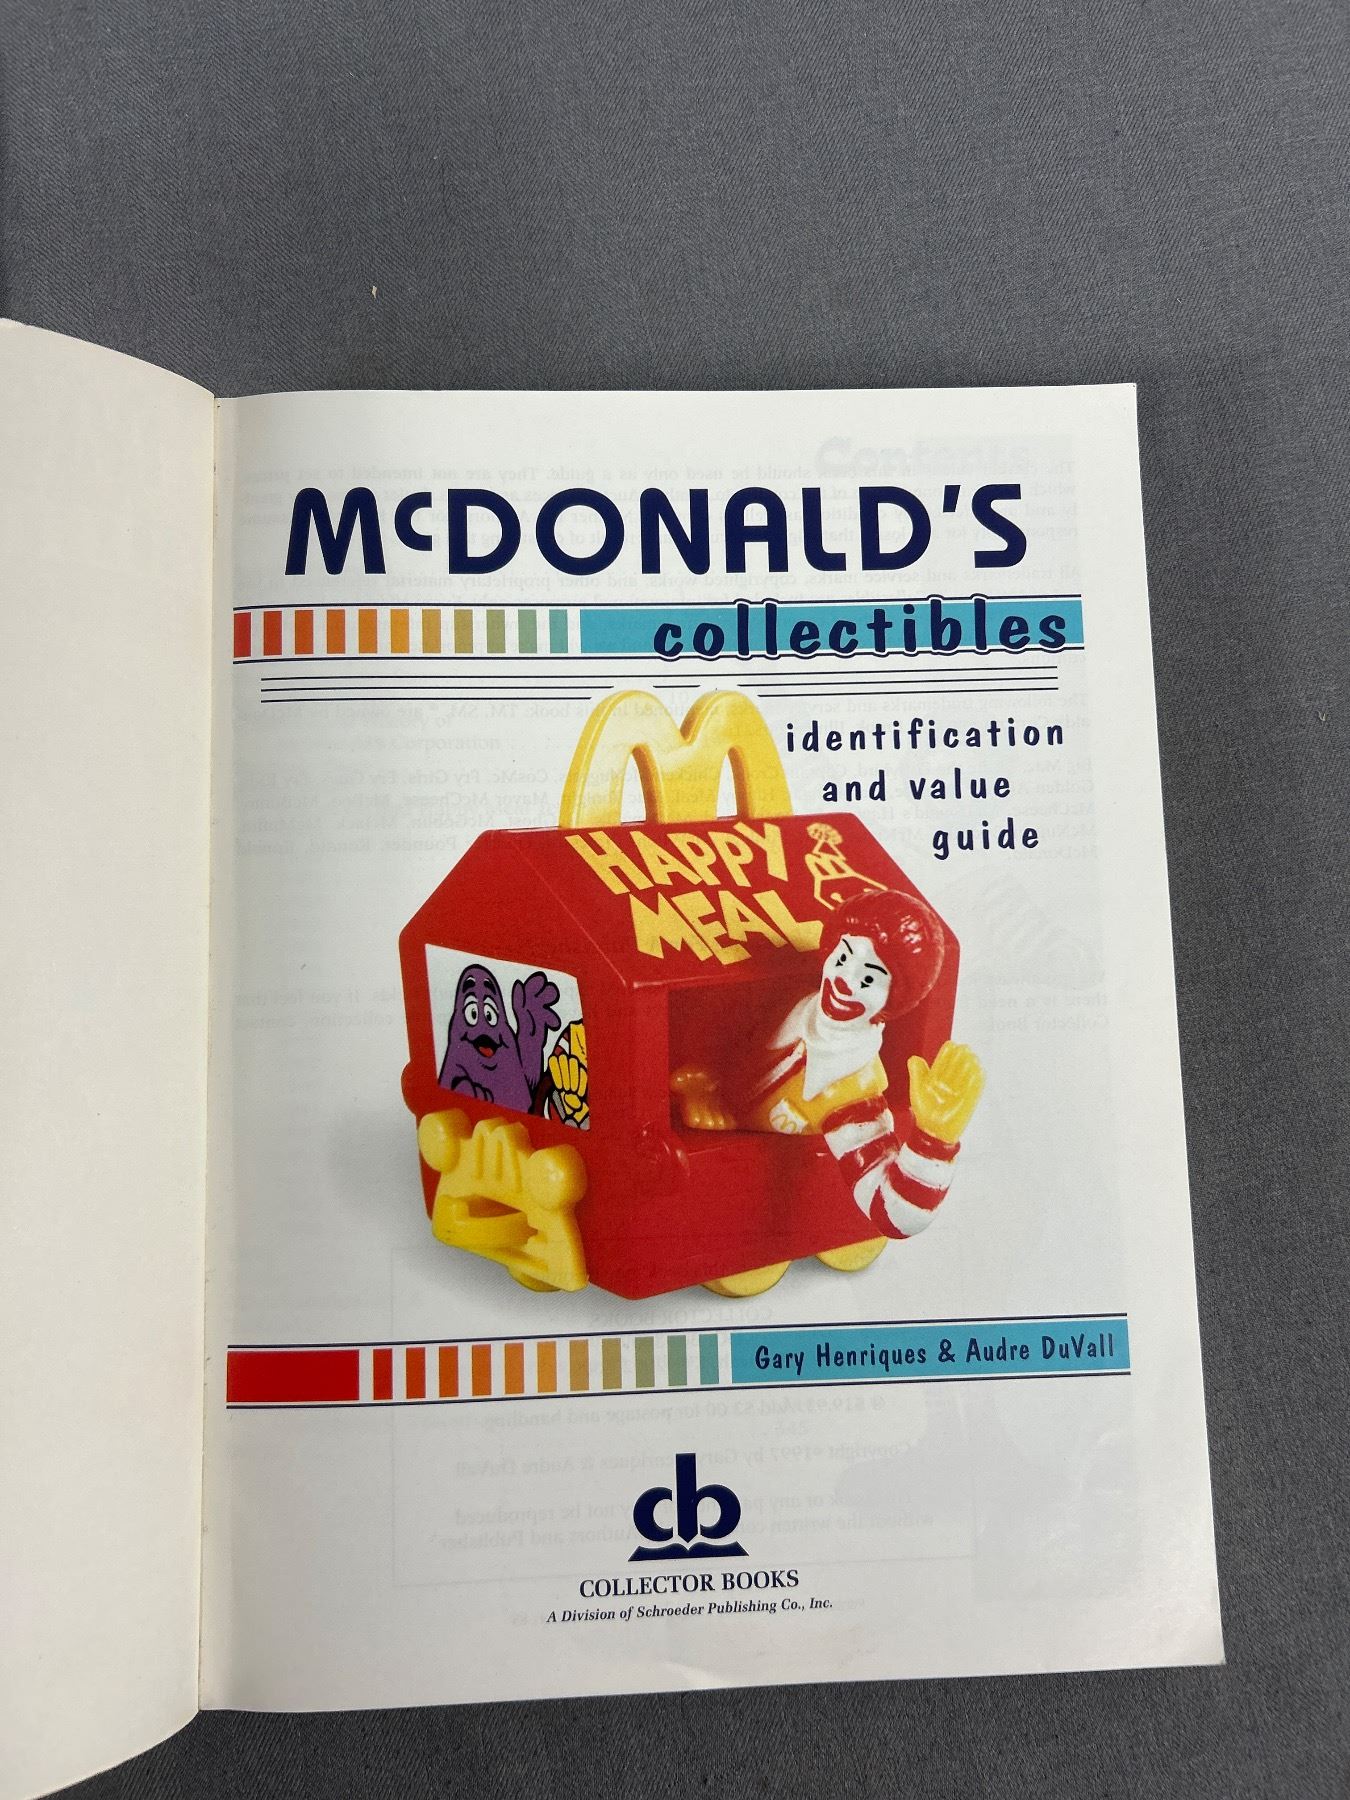 McDONALD'S
collectibles
identification
and value
guide
HAPPY
MEAL
Gary Henriques & Audre DuVall
cb
COLLECTOR BOOKS
A Division of Schroeder Publishing Co., Inc.